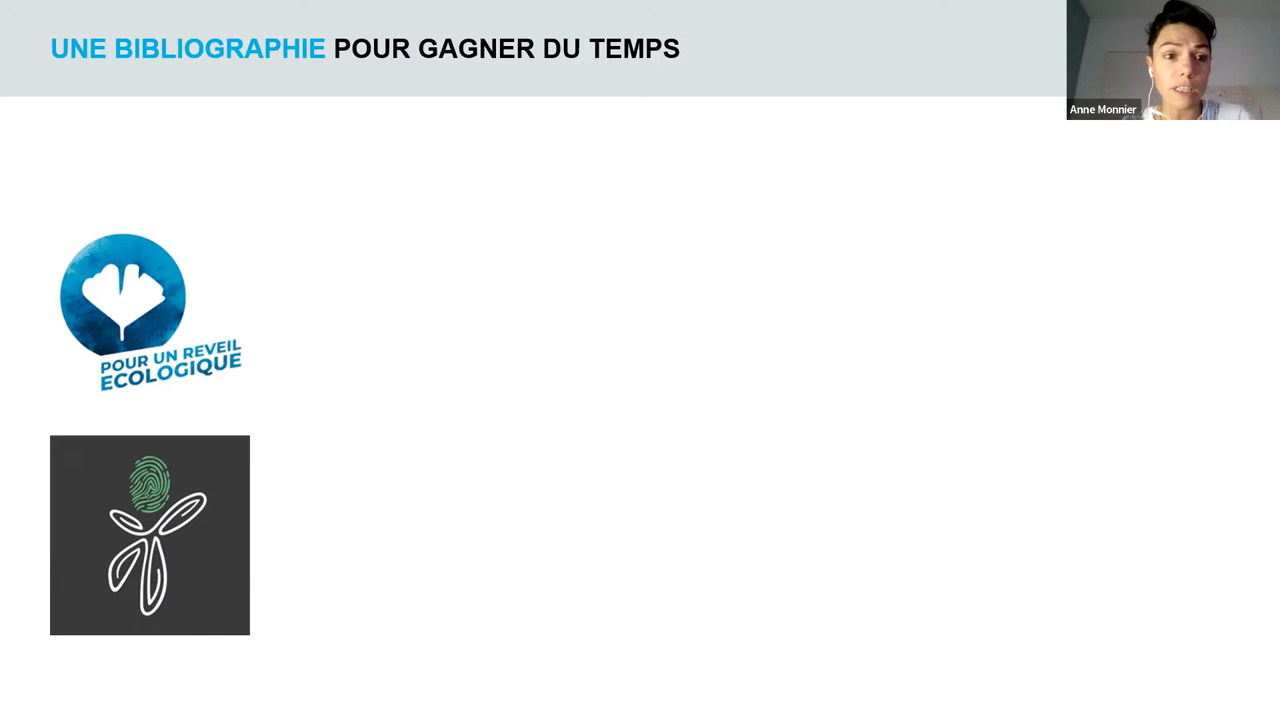 UNE BIBLIOGRAPHIE POUR GAGNER DU TEMPS
Anne Monnier
POUR UN REVEIL
ECOLOGIQUE